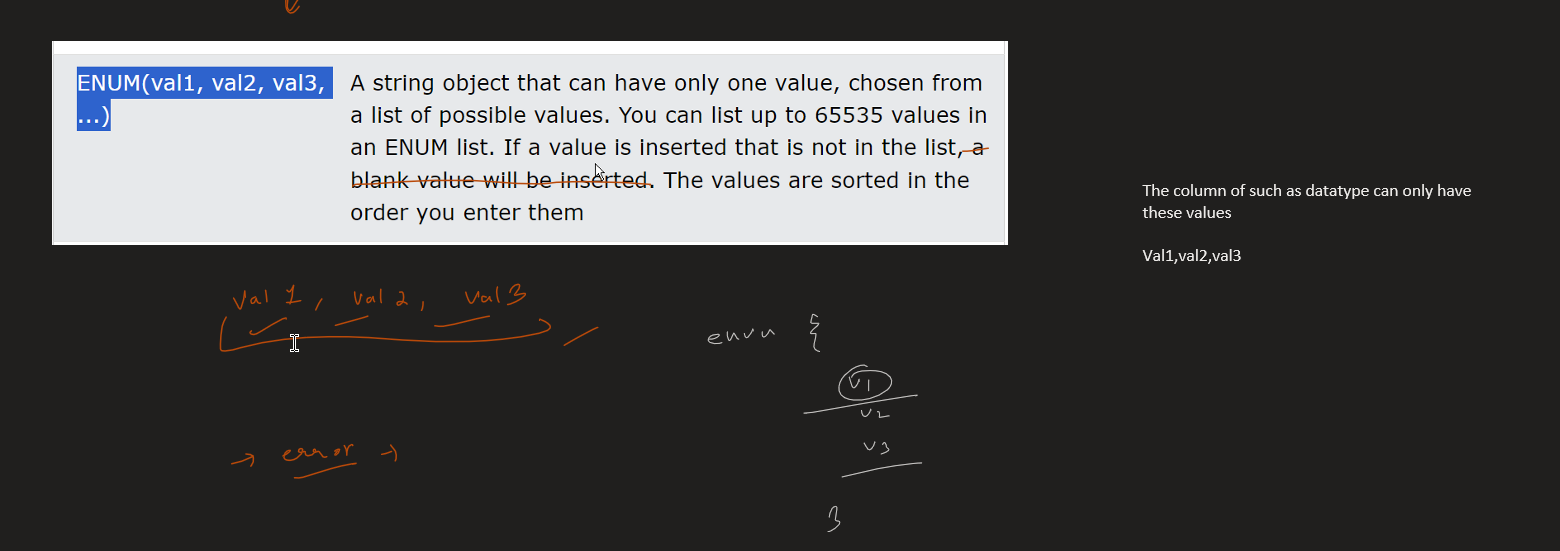 ENUM(val1, val2, val3,
...)
A string object that can have only one value, chosen from
a list of possible values. You can list up to 65535 values in
an ENUM list. If a value is inserted that is not in the list, a
blank value will be inserted. The values are sorted in the
order you enter them
The column of such as datatype can only have
these values
Val1,val2,val3
val 1, val 2, val 3
enum {
v1
v2
v3
}
→ error →